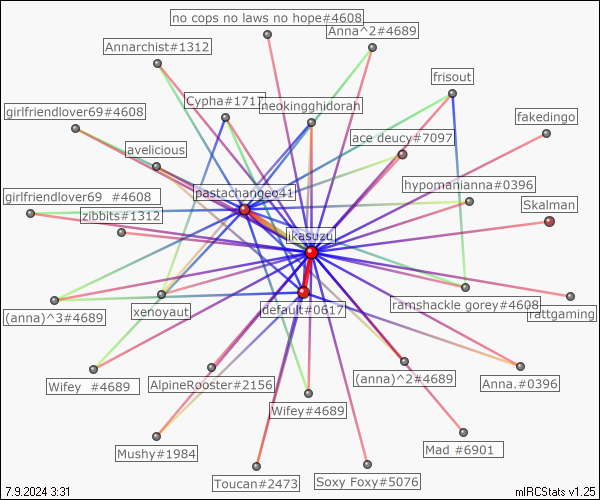 no cops no laws no hope#4608
Anna^2#4689
Annarchist#1312
frisout
Cypha#1717
neokingghidorah
girlfriendlover69#4608
fakedingo
ace deucy#7097
avelicious
hypomanianna#0396
pastachangeo41
girlfriendlover69 #4608
Skalman
zibbits#1312
ikasuzu
ramshackle gorey#4608
default#0617
rattgaming
(anna)^3#4689
xenoyaut
(anna)^2#4689
Wifey #4689
AlpineRooster#2156
Anna.#0396
Wifey#4689
Mushy#1984
Mad #6901
Toucan#2473
Soxy Foxy#5076
7.9.2024 3:31
mIRCStats v1.25